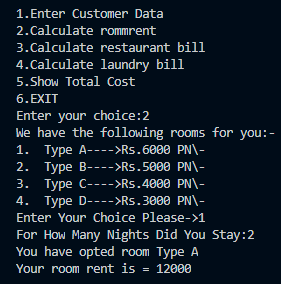 1.Enter Customer Data
2.Calculate rommrent
3.Calculate restaurant bill
4.Calculate laundry bill
5.Show Total Cost
6.EXIT
Enter your choice:2
We have the following rooms for you:-
1.  Type A---->Rs.6000 PN\-
2.  Type B---->Rs.5000 PN\-
3.  Type C---->Rs.4000 PN\-
4.  Type D---->Rs.3000 PN\-
Enter Your Choice Please->1
For How Many Nights Did You Stay:2
You have opted room Type A
Your room rent is = 12000